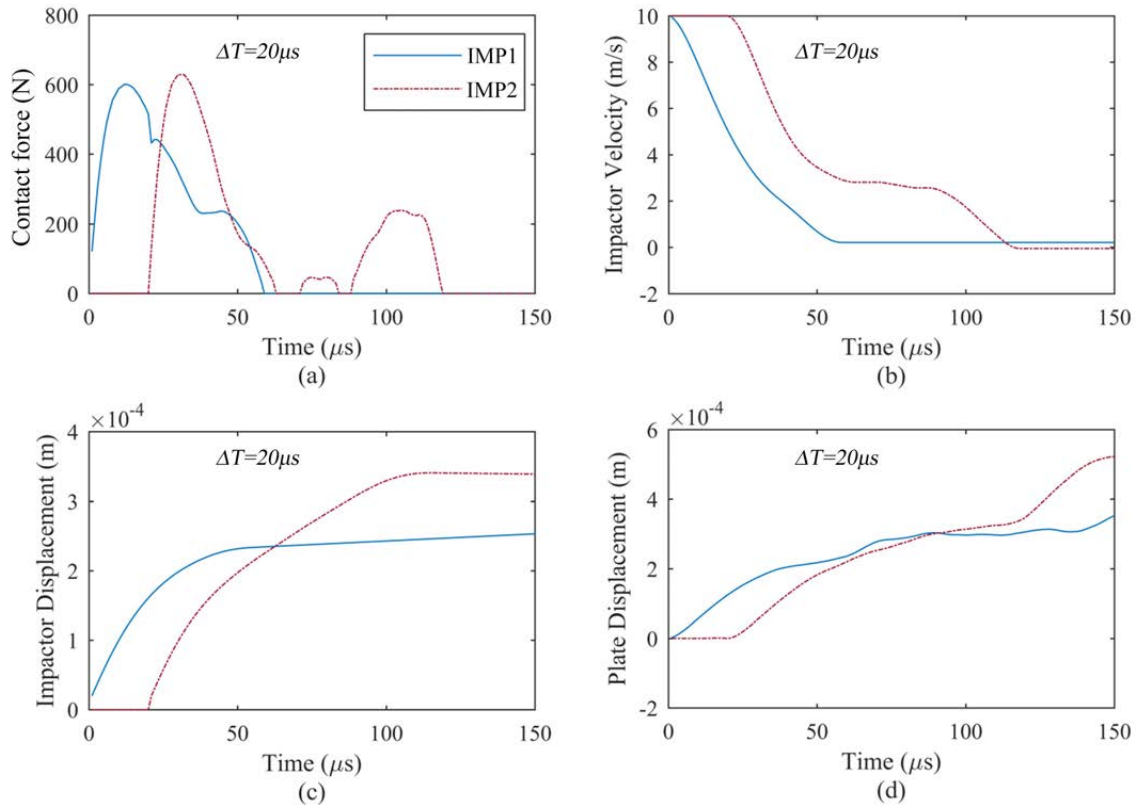 800
600
400
200
0
Contact force (N)
ΔT=20μs
IMP1
IMP2
0 50 100 150
Time (μs)
(a)
10
8
6
4
2
0
-2
Impactor Velocity (m/s)
ΔT=20μs
0 50 100 150
Time (μs)
(b)
×10-4
4
3
2
1
0
Impactor Displacement (m)
ΔT=20μs
0 50 100 150
Time (μs)
(c)
×10-4
6
4
2
0
-2
Plate Displacement (m)
ΔT=20μs
0 50 100 150
Time (μs)
(d)